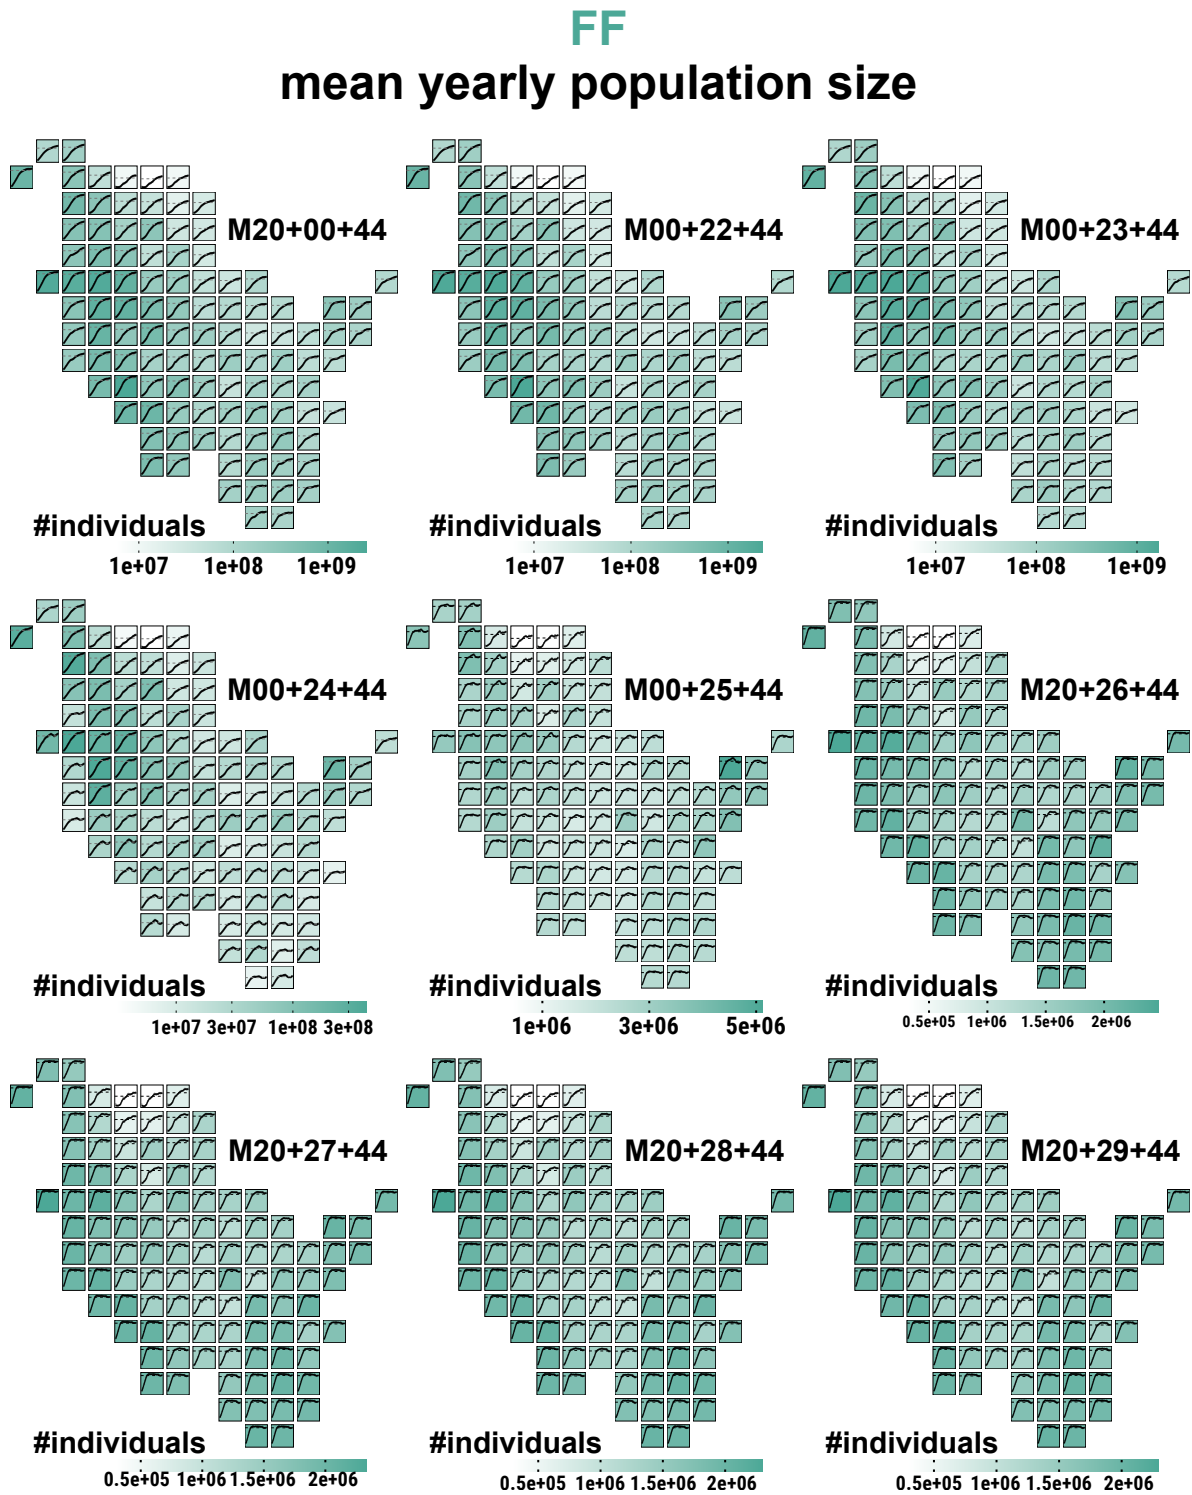 FF
mean yearly population size
M20+00+44
M00+22+44
M00+23+44
#individuals
#individuals
#individuals
1e+07 1e+08 1e+09
1e+07 1e+08 1e+09
1e+07 1e+08 1e+09
M00+24+44
M00+25+44
M20+26+44
#individuals
#individuals
#individuals
1e+07 3e+07 1e+08 3e+08
1e+06 3e+06 5e+06
0.5e+05 1e+06 1.5e+06 2e+06
M20+27+44
M20+28+44
M20+29+44
#individuals
#individuals
#individuals
0.5e+05 1e+06 1.5e+06 2e+06
0.5e+05 1e+06 1.5e+06 2e+06
0.5e+05 1e+06 1.5e+06 2e+06